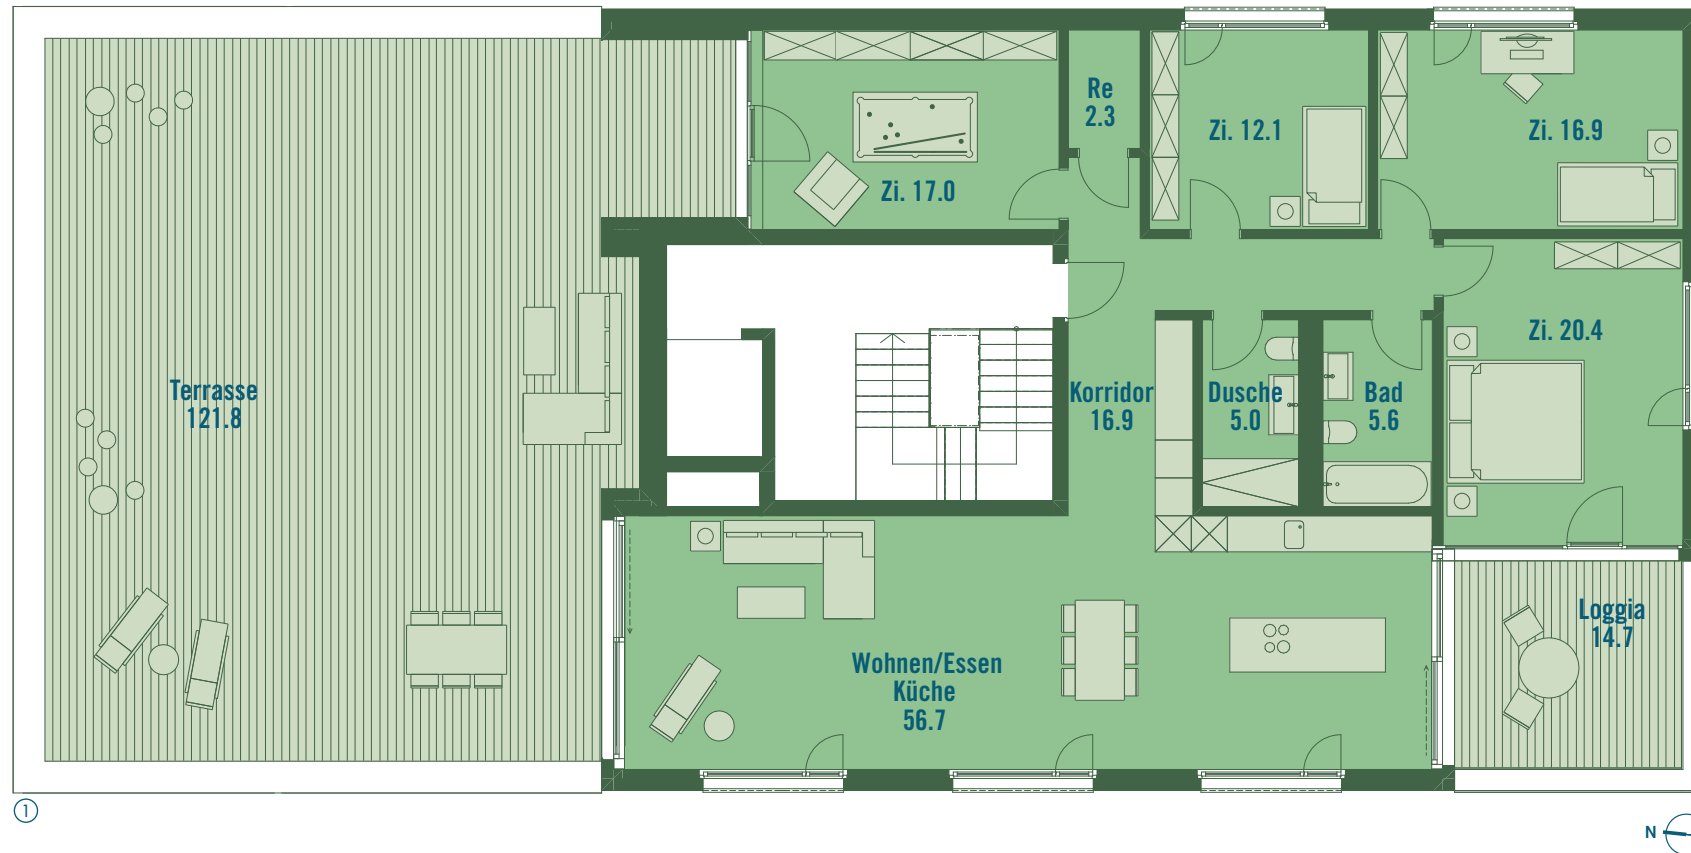 Re
2.3
Zi. 12.1
Zi. 16.9
Zi. 17.0
Zi. 20.4
Terrasse
121.8
Korridor
16.9
Dusche
5.0
Bad
5.6
Loggia
14.7
Wohnen/Essen
Küche
56.7
1
N